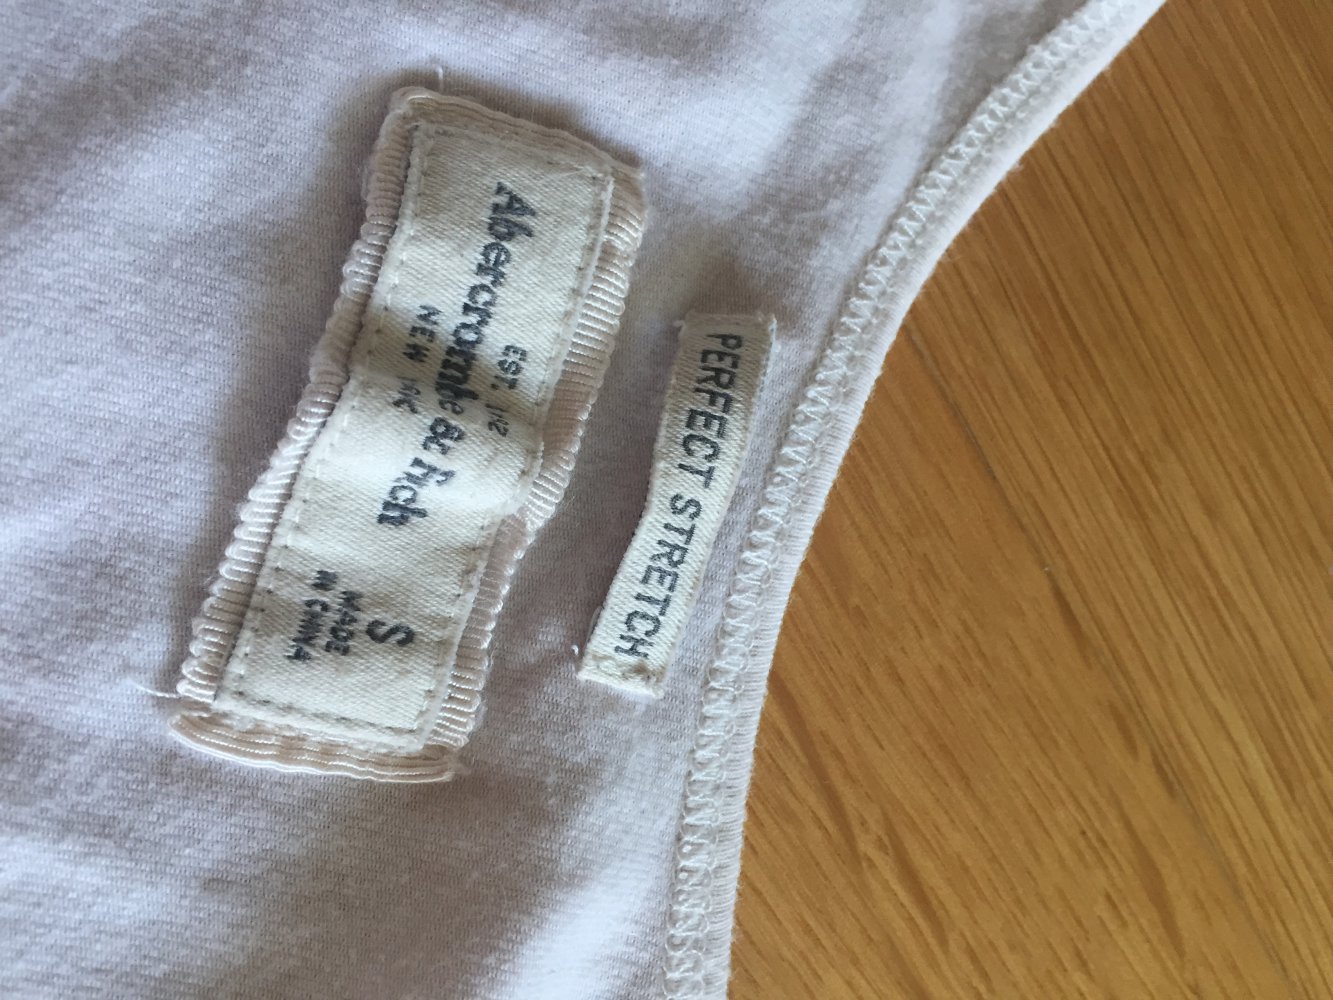 EST.
Abercrombie & Fitch
NEW
S
MADE
IN CHINA
PERFECT STRETCH